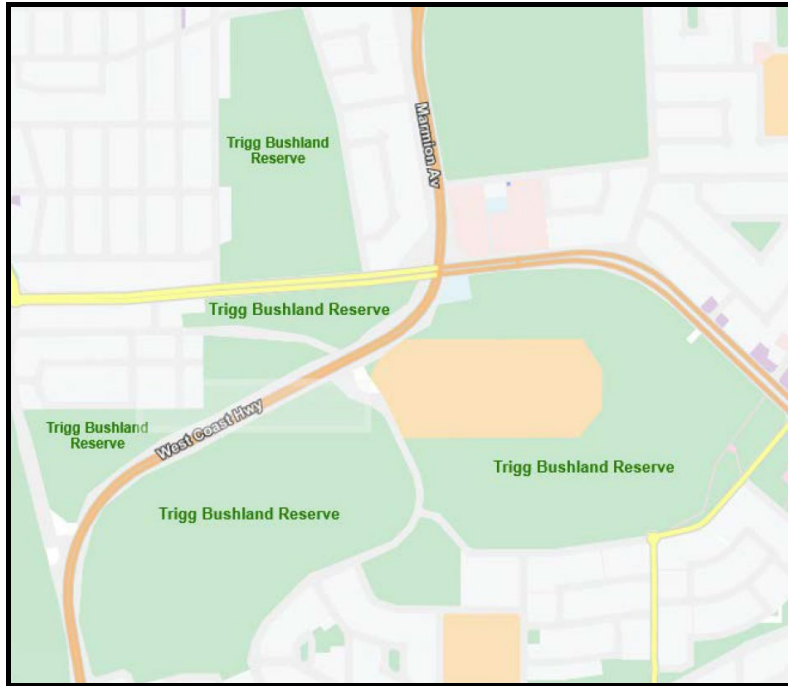 Marmion Av
Trigg Bushland
Reserve
Trigg Bushland Reserve
West Coast Hwy
Trigg Bushland
Reserve
Trigg Bushland Reserve
Trigg Bushland Reserve